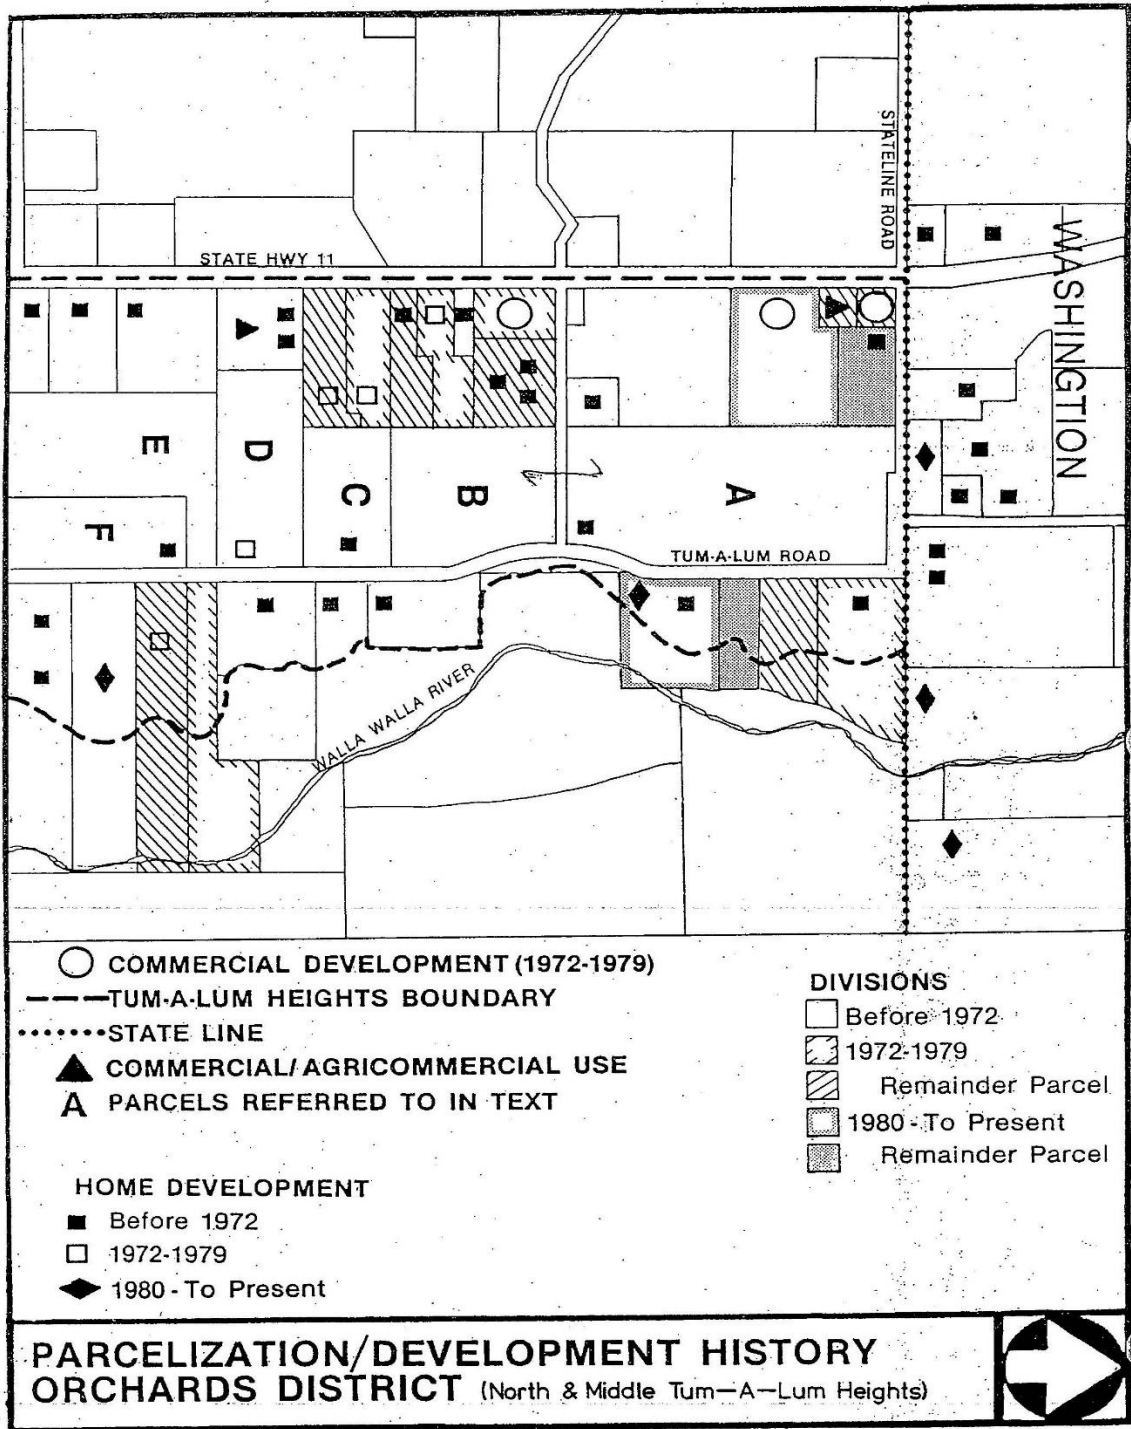 STATELINE ROAD
WASHINGTION
STATE HWY 11
E
D
C
B
A
F
TUM-A-LUM ROAD
WALLA WALLA RIVER
COMMERCIAL DEVELOPMENT (1972-1979)
TUM-A-LUM HEIGHTS BOUNDARY
STATE LINE
COMMERCIAL/AGRICOMMERCIAL USE
A PARCELS REFERRED TO IN TEXT
HOME DEVELOPMENT
Before 1972
1972-1979
1980-To Present
DIVISIONS
Before 1972
1972-1979
Remainder Parcel
1980-To Present
Remainder Parcel
PARCELIZATION/DEVELOPMENT HISTORY
ORCHARDS DISTRICT (North & Middle Tum-A-Lum Heights)